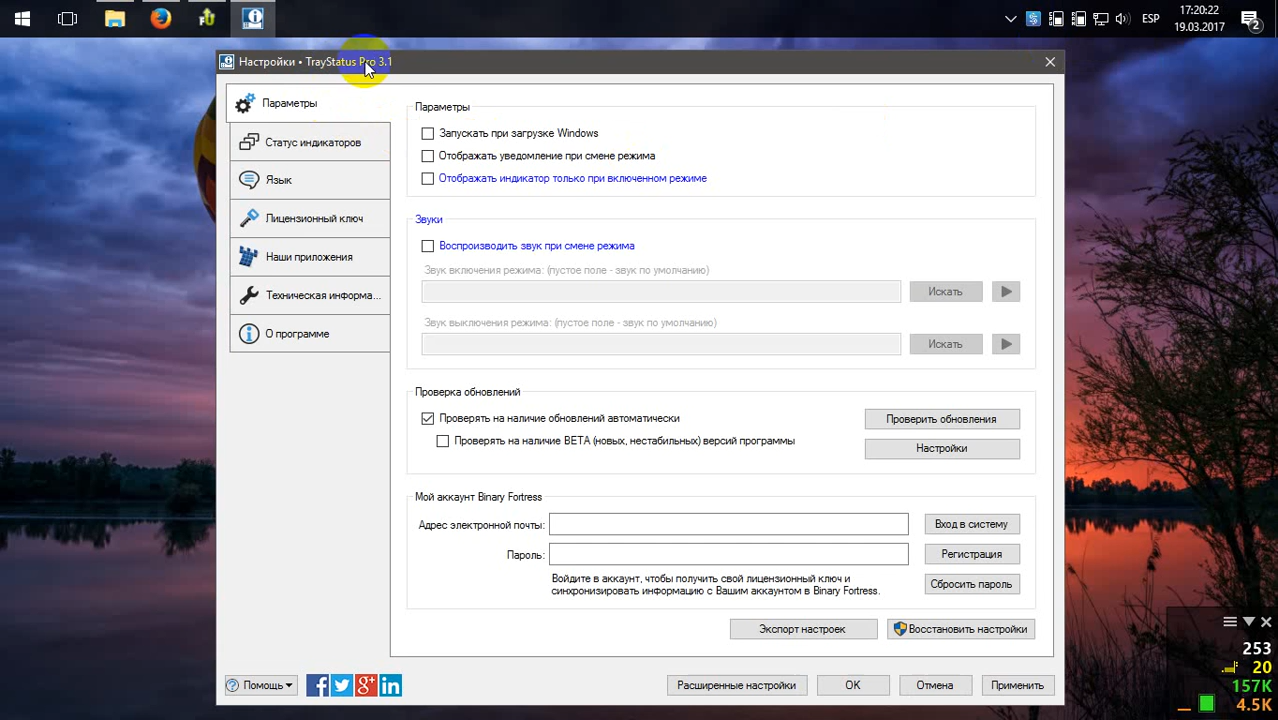 ESP
17:20:22
19.03.2017
2
Настройки • TrayStatus Pro 3.1
Параметры
Статус индикаторов
Язык
Лицензионный ключ
Наши приложения
Техническая информа...
О программе
Параметры
Запускать при загрузке Windows
Отображать уведомление при смене режима
Отображать индикатор только при включенном режиме
Звуки
Воспроизводить звук при смене режима
Звук включения режима: (пустое поле - звук по умолчанию)
Искать
Звук выключения режима: (пустое поле - звук по умолчанию)
Искать
Проверка обновлений
Проверять на наличие обновлений автоматически
Проверить обновления
Проверять на наличие BETA (новых, нестабильных) версий программы
Настройки
Мой аккаунт Binary Fortress
Адрес электронной почты:
Вход в систему
Пароль:
Регистрация
Войдите в аккаунт, чтобы получить свой лицензионный ключ и
синхронизировать информацию с Вашим аккаунтом в Binary Fortress.
Сбросить пароль
Экспорт настроек
Восстановить настройки
Помощь
Расширенные настройки
OK
Отмена
Применить
253
20
157K
4.5K